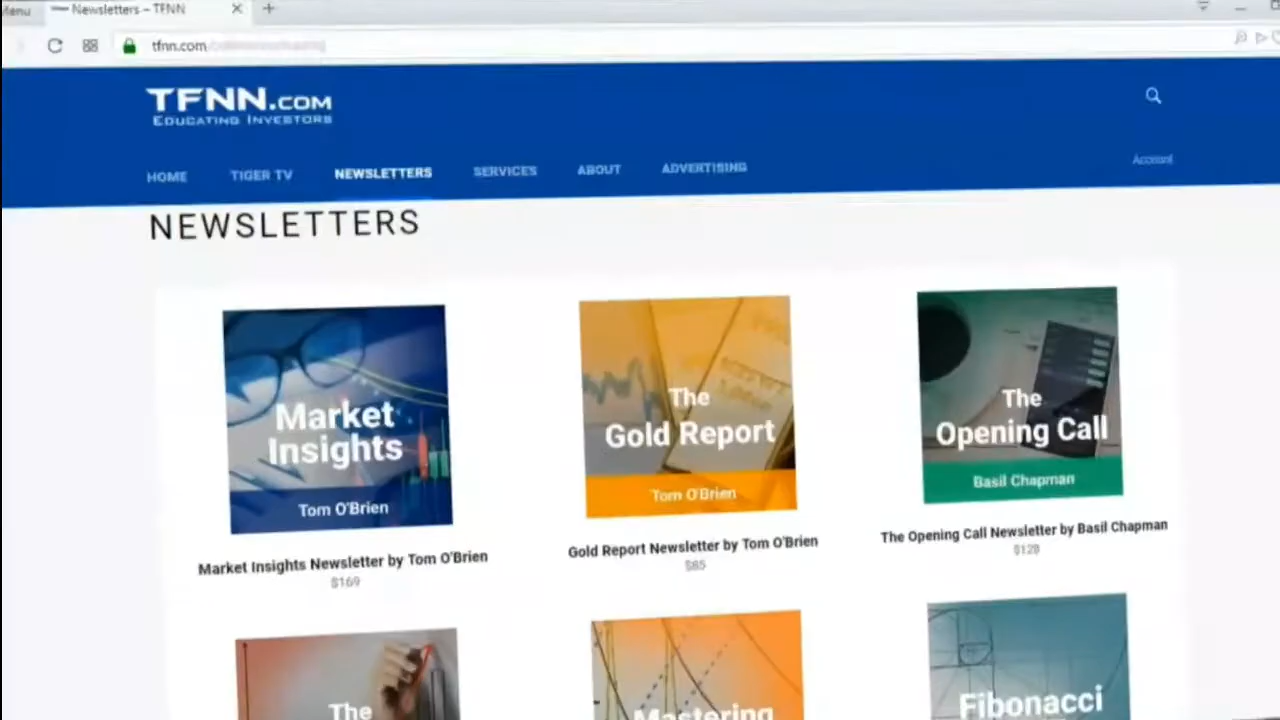 Menu
Newsletters – TFNN
tfnn.com
TFNN.COM
EDUCATING INVESTORS
HOME
TIGER TV
NEWSLETTERS
SERVICES
ABOUT
ADVERTISING
Account
NEWSLETTERS
Market
Insights
Tom O'Brien
Market Insights Newsletter by Tom O'Brien
$169
The
Gold Report
Tom O'Brien
Gold Report Newsletter by Tom O'Brien
The
Opening Call
Basil Chapman
The Opening Call Newsletter by Basil Chapman
The
Mastering
Fibonacci